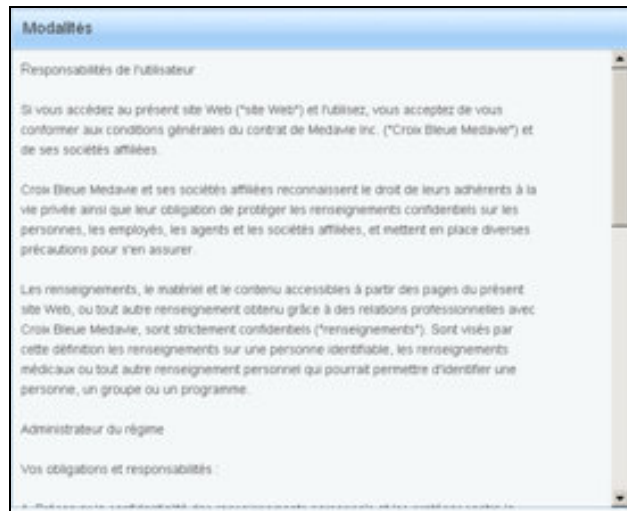 Modalités
Responsabilités de l'utilisateur
Si vous accédez au présent site Web ("site Web") et l'utilisez, vous acceptez de vous
conformer aux conditions générales du contrat de Medavie Inc. ("Croix Bleue Medavie") et
de ses sociétés affiliées.
Croix Bleue Medavie et ses sociétés affiliées reconnaissent le droit de leurs adhérents à la
vie privée ainsi que leur obligation de protéger les renseignements confidentiels sur les
personnes, les employés, les agents et les sociétés affiliées, et mettent en place diverses
précautions pour s'en assurer.
Les renseignements, le matériel et le contenu accessibles à partir des pages du présent
site Web, ou tout autre renseignement obtenu grâce à des relations professionnelles avec
Croix Bleue Medavie, sont strictement confidentiels ("renseignements"). Sont visés par
cette définition les renseignements sur une personne identifiable, les renseignements
médicaux ou tout autre renseignement personnel qui pourrait permettre d'identifier une
personne, un groupe ou un programme.
Administrateur du régime
Vos obligations et responsabilités :